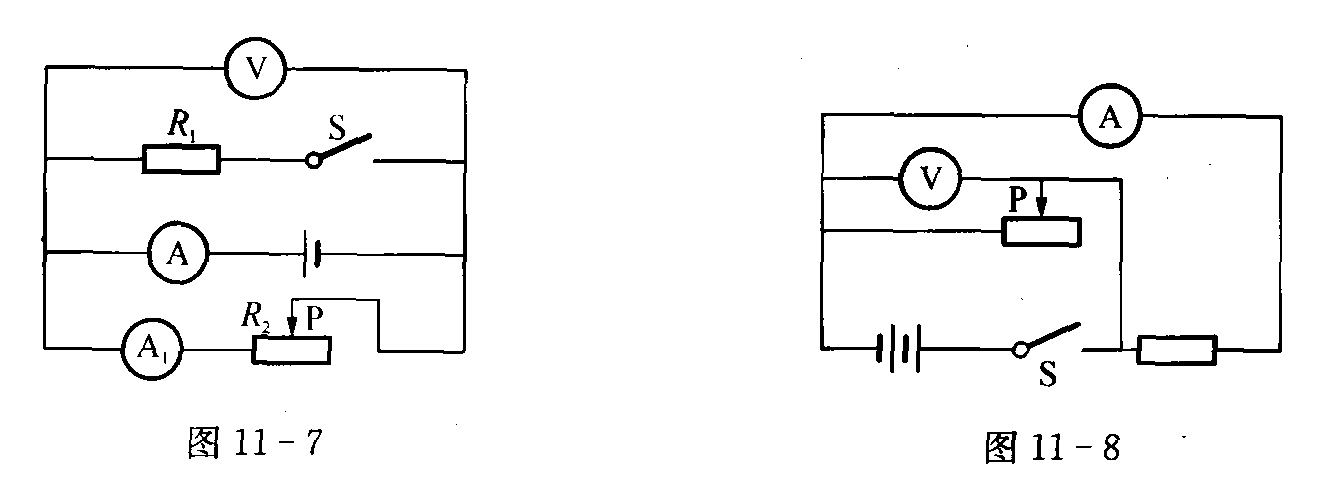 V
R₁
S
A
R₂
P
A₁
图 11-7
A
V
P
S
图 11-8